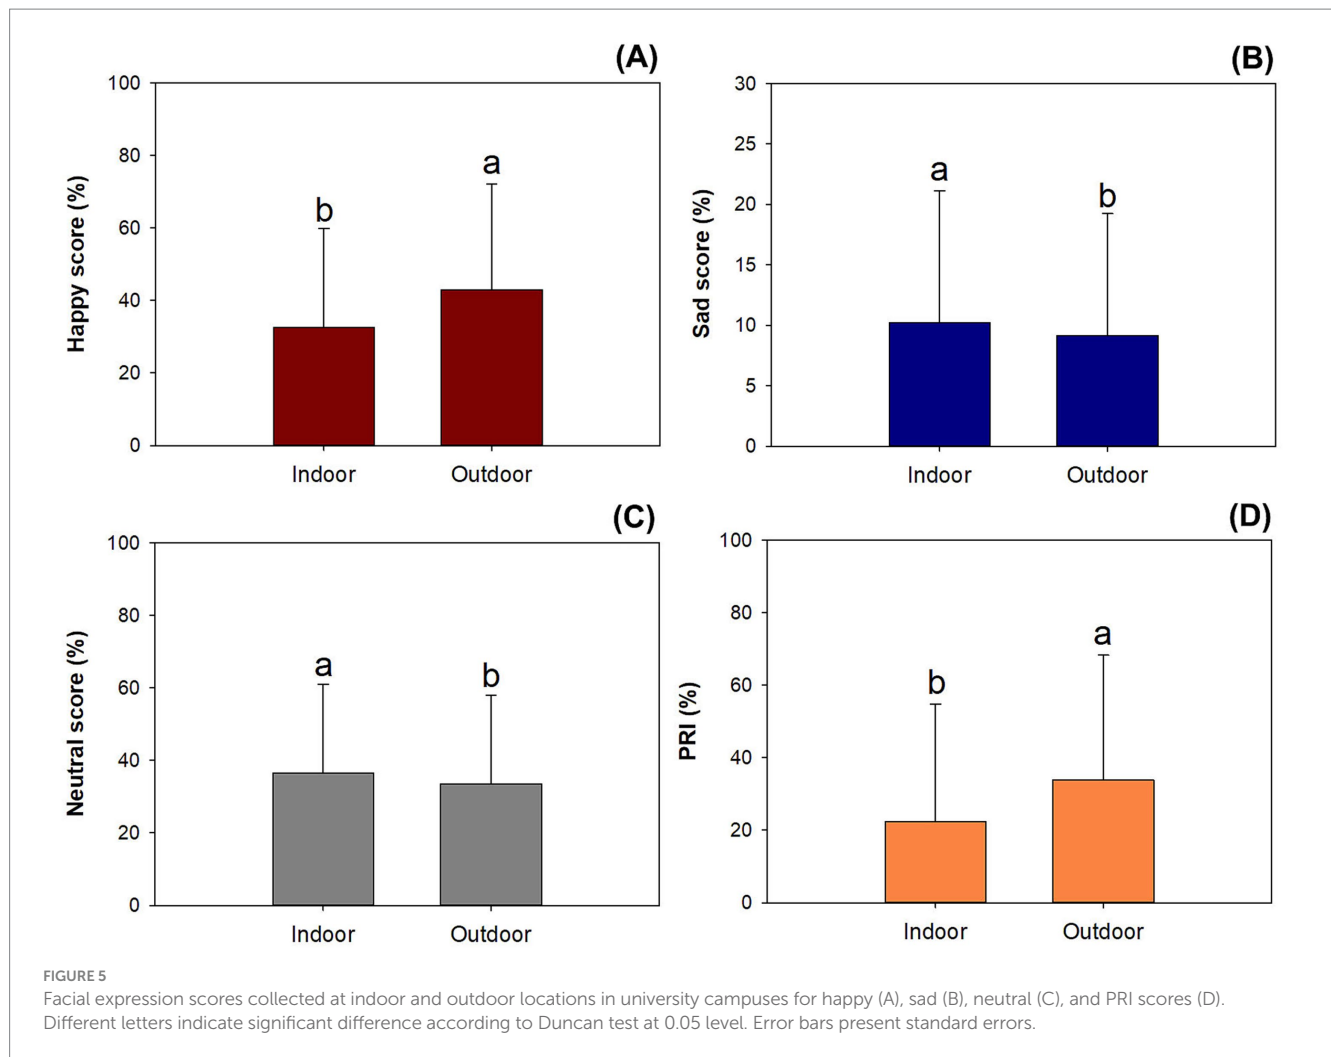 (A)
100
80
60
40
20
0
Happy score (%)
b
a
Indoor Outdoor
(B)
30
25
20
15
10
5
0
Sad score (%)
a
b
Indoor Outdoor
(C)
100
80
60
40
20
0
Neutral score (%)
a
b
Indoor Outdoor
(D)
100
80
60
40
20
0
PRI (%)
b
a
Indoor Outdoor
FIGURE 5
Facial expression scores collected at indoor and outdoor locations in university campuses for happy (A), sad (B), neutral (C), and PRI scores (D).
Different letters indicate significant difference according to Duncan test at 0.05 level. Error bars present standard errors.